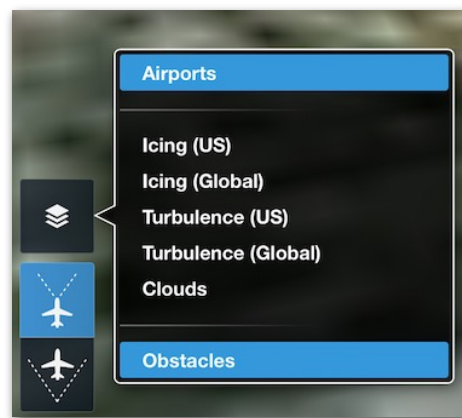 Airports
Icing (US)
Icing (Global)
Turbulence (US)
Turbulence (Global)
Clouds
Obstacles